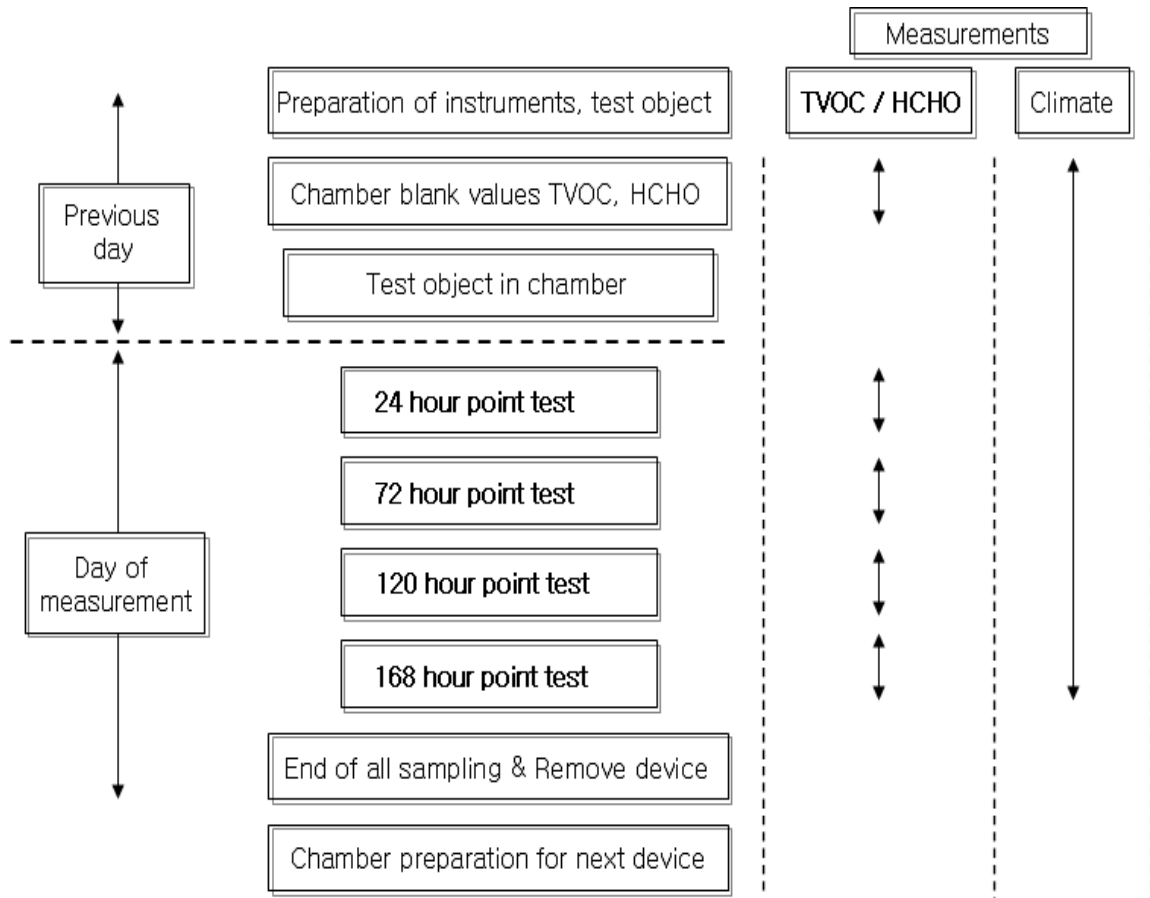 Measurements
Preparation of instruments, test object
TVOC / HCHO
Climate
Chamber blank values TVOC, HCHO
Previous
day
Test object in chamber
24 hour point test
72 hour point test
Day of
measurement
120 hour point test
168 hour point test
End of all sampling & Remove device
Chamber preparation for next device